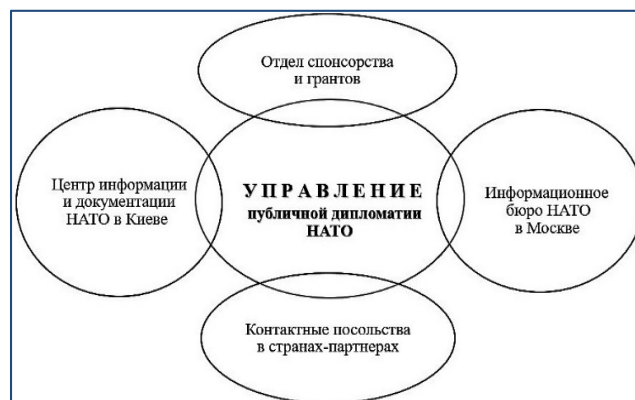 Отдел спонсорства
и грантов
Центр информации
и документации
НАТО в Киеве
УПРАВЛЕНИЕ
публичной дипломатии
НАТО
Информационное
бюро НАТО
в Москве
Контактные посольства
в странах-партнерах